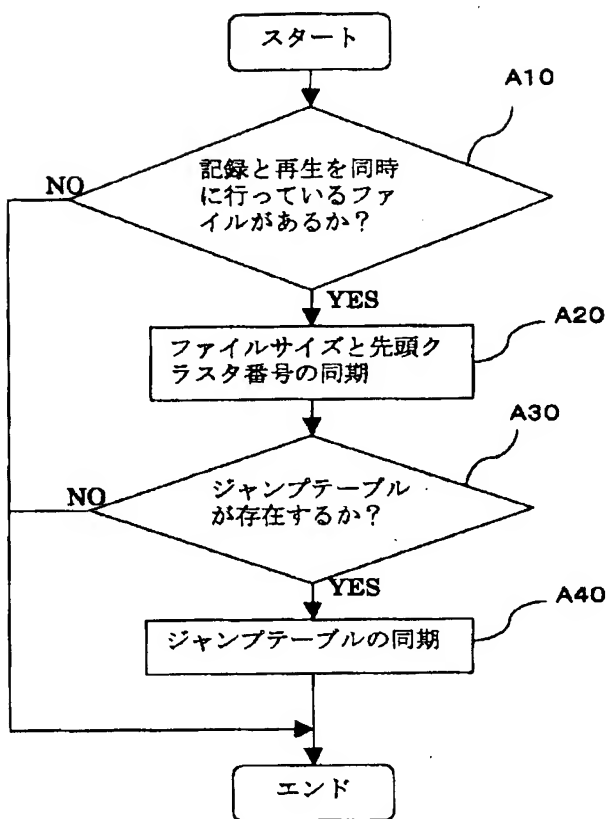 スタート
A10
記録と再生を同時
に行っているファ
イルがあるか？
NO
YES
A20
ファイルサイズと先頭ク
ラスタ番号の同期
A30
ジャンプテーブル
が存在するか？
NO
YES
A40
ジャンプテーブルの同期
エンド